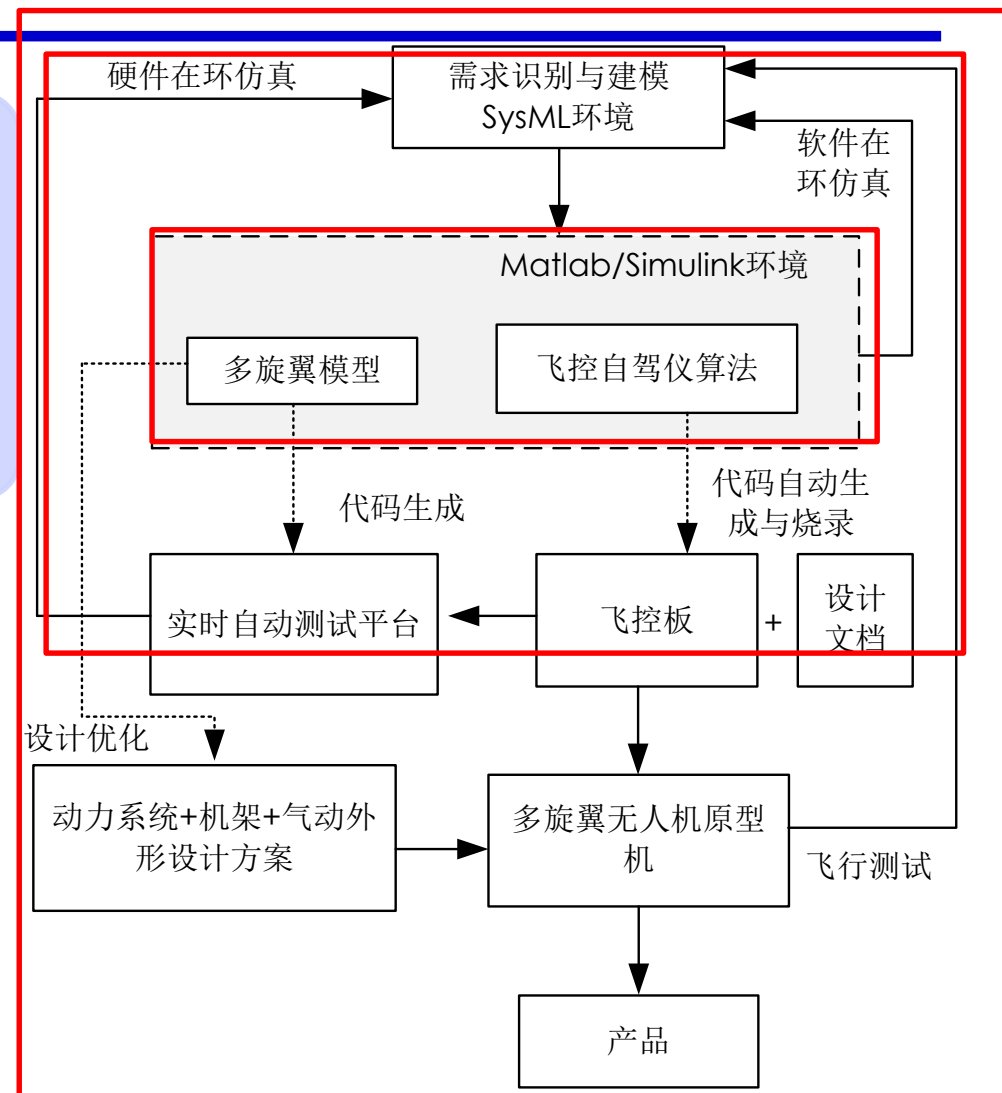 硬件在环仿真
需求识别与建模
SysML环境
软件在
环仿真
Matlab/Simulink环境
多旋翼模型
飞控自驾仪算法
代码生成
代码自动生
成与烧录
实时自动测试平台
飞控板
+
设计
文档
设计优化
动力系统+机架+气动外
形设计方案
多旋翼无人机原型
机
飞行测试
产品